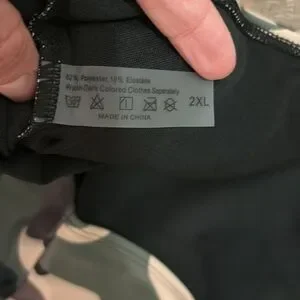 82% Polyester, 18% Elastane
Wash Dark Colored Clothes Separately
2XL
MADE IN CHINA